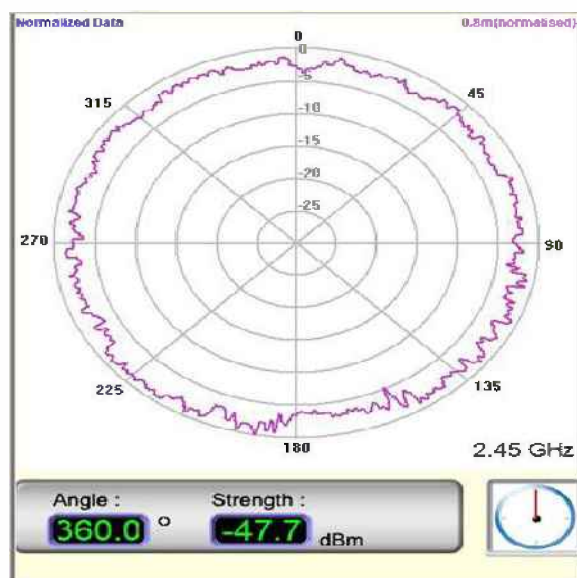 Normalized Data
0.8m(normalised)
0
0
-5
-10
-15
-20
-25
315
45
270
90
225
135
180
2.45 GHz
Angle :
Strength :
360.0 o
-47.7 dBm